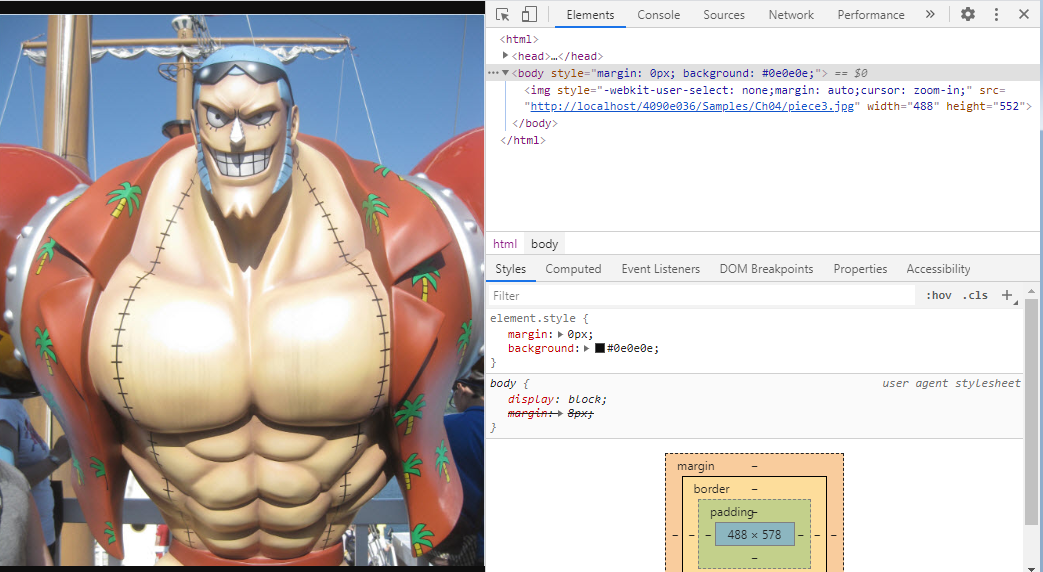 Elements Console Sources Network Performance »
<html>
<head>…</head>
<body style="margin: 0px; background: #0e0e0e;"> == $0
<img style="-webkit-user-select: none;margin: auto;cursor: zoom-in;" src=
"http://localhost/4090e036/Samples/Ch04/piece3.jpg" width="488" height="552">
</body>
</html>
html body
Styles Computed Event Listeners DOM Breakpoints Properties Accessibility
Filter :hov .cls +
element.style {
margin: 0px;
background: #0e0e0e;
}
body { user agent stylesheet
display: block;
margin: 8px;
}
margin –
border –
padding –
– – – 488 × 578 – – –
–